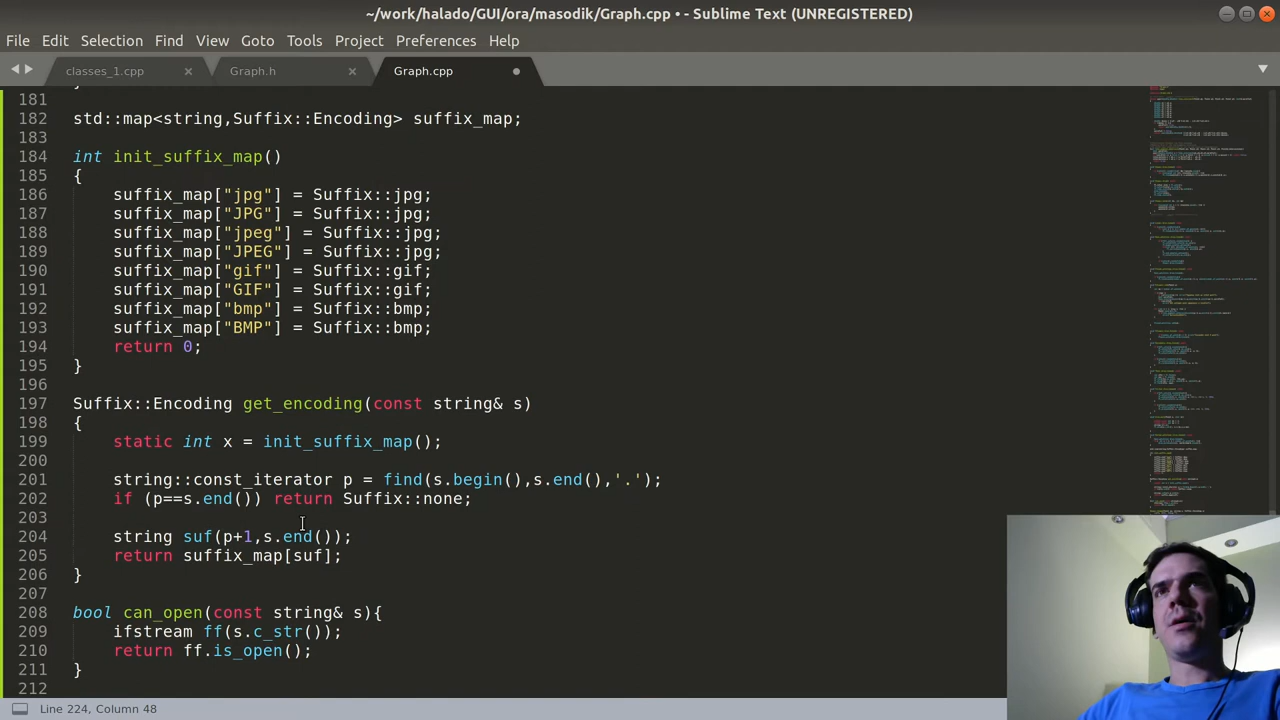 ~/work/halado/GUI/ora/masodik/Graph.cpp • - Sublime Text (UNREGISTERED)
File Edit Selection Find View Goto Tools Project Preferences Help
classes_1.cpp Graph.h Graph.cpp
181
182 std::map<string,Suffix::Encoding> suffix_map;
183
184 int init_suffix_map()
185 {
186 suffix_map["jpg"] = Suffix::jpg;
187 suffix_map["JPG"] = Suffix::jpg;
188 suffix_map["jpeg"] = Suffix::jpg;
189 suffix_map["JPEG"] = Suffix::jpg;
190 suffix_map["gif"] = Suffix::gif;
191 suffix_map["GIF"] = Suffix::gif;
192 suffix_map["bmp"] = Suffix::bmp;
193 suffix_map["BMP"] = Suffix::bmp;
194 return 0;
195 }
196
197 Suffix::Encoding get_encoding(const string& s)
198 {
199 static int x = init_suffix_map();
200
201 string::const_iterator p = find(s.begin(),s.end(),'.');
202 if (p==s.end()) return Suffix::none;
203
204 string suf(p+1,s.end());
205 return suffix_map[suf];
206 }
207
208 bool can_open(const string& s){
209 ifstream ff(s.c_str());
210 return ff.is_open();
211 }
212
Line 224, Column 48